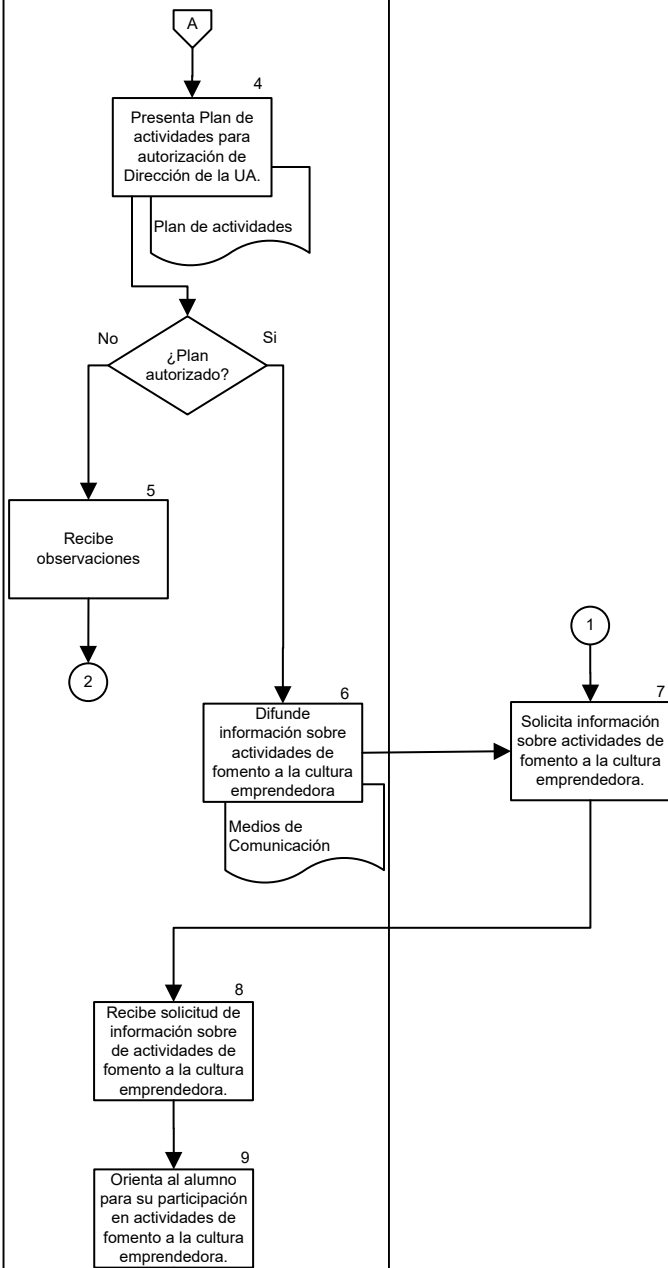 A
4
Presenta Plan de
actividades para
autorización de
Dirección de la UA.
Plan de actividades
No
Si
¿Plan
autorizado?
5
Recibe
observaciones
2
1
6
Difunde
información sobre
actividades de
fomento a la cultura
emprendedora
Medios de
Comunicación
7
Solicita información
sobre actividades de
fomento a la cultura
emprendedora.
8
Recibe solicitud de
información sobre
de actividades de
fomento a la cultura
emprendedora.
9
Orienta al alumno
para su participación
en actividades de
fomento a la cultura
emprendedora.